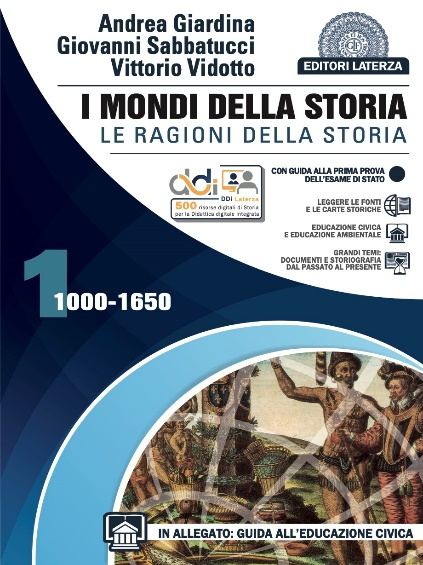 Andrea Giardina
Giovanni Sabbatucci
Vittorio Vidotto
EDITORI LATERZA
I MONDI DELLA STORIA
LE RAGIONI DELLA STORIA
ddi
DDI Laterza
500 risorse digitali di Storia
per la Didattica digitale integrata
CON GUIDA ALLA PRIMA PROVA
DELL'ESAME DI STATO
LEGGERE LE FONTI
E LE CARTE STORICHE
EDUCAZIONE CIVICA
E EDUCAZIONE AMBIENTALE
GRANDI TEMI:
DOCUMENTI E STORIOGRAFIA
DAL PASSATO AL PRESENTE
1
1000-1650
IN ALLEGATO: GUIDA ALL'EDUCAZIONE CIVICA